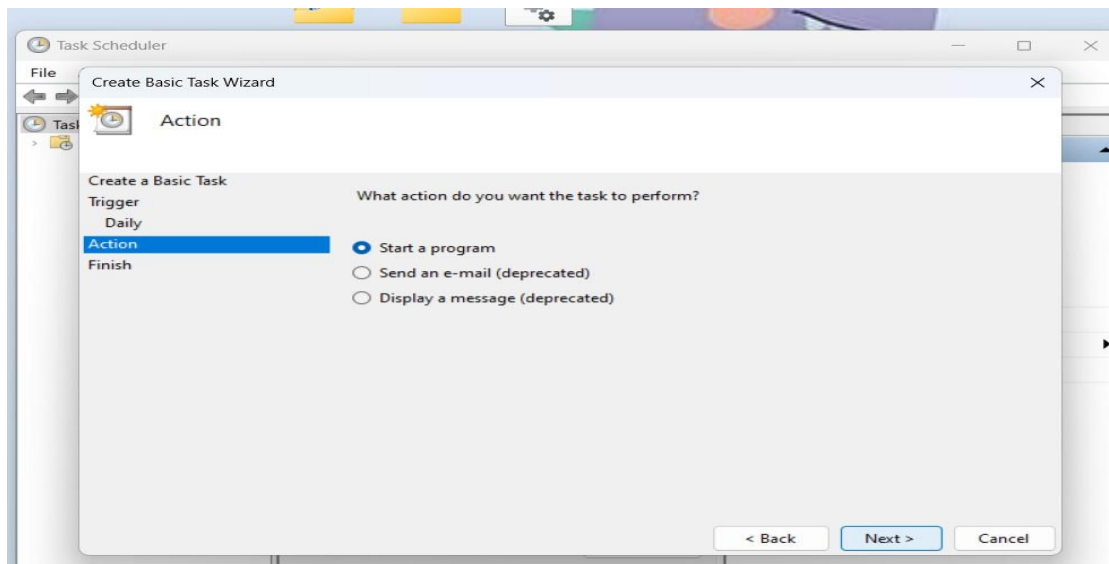 Task Scheduler
File
Create Basic Task Wizard
Action
Create a Basic Task
Trigger
Daily
Action
Finish
What action do you want the task to perform?
Start a program
Send an e-mail (deprecated)
Display a message (deprecated)
< Back
Next >
Cancel